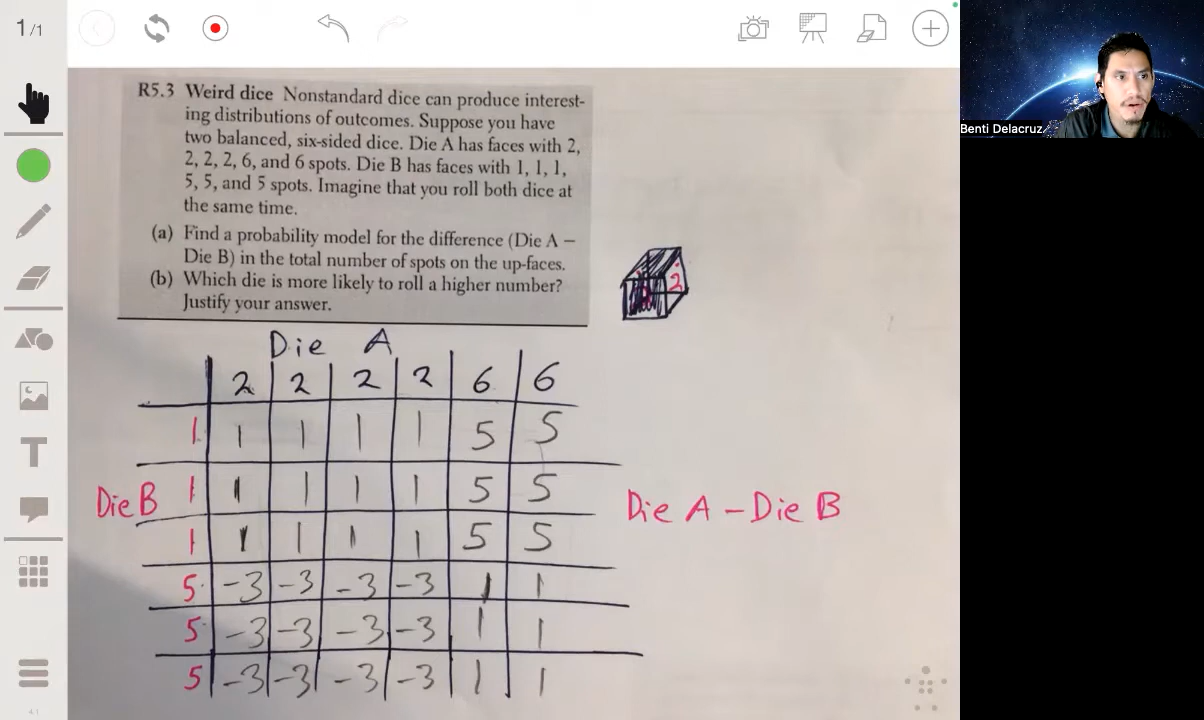 1/1
R5.3 Weird dice Nonstandard dice can produce interest-
ing distributions of outcomes. Suppose you have
two balanced, six-sided dice. Die A has faces with 2,
2, 2, 2, 6, and 6 spots. Die B has faces with 1, 1, 1,
5, 5, and 5 spots. Imagine that you roll both dice at
the same time.
(a) Find a probability model for the difference (Die A –
Die B) in the total number of spots on the up-faces.
(b) Which die is more likely to roll a higher number?
Justify your answer.
2
Die A
2 2 2 2 6 6
1 1 1 1 1 5 5
Die B 1 1 1 1 1 5 5
1 1 1 1 1 5 5
5 -3 -3 -3 -3 1 1
5 -3 -3 -3 -3 1 1
5 -3 -3 -3 -3 1 1
Die A - Die B
T
4.1
Benti Delacruz